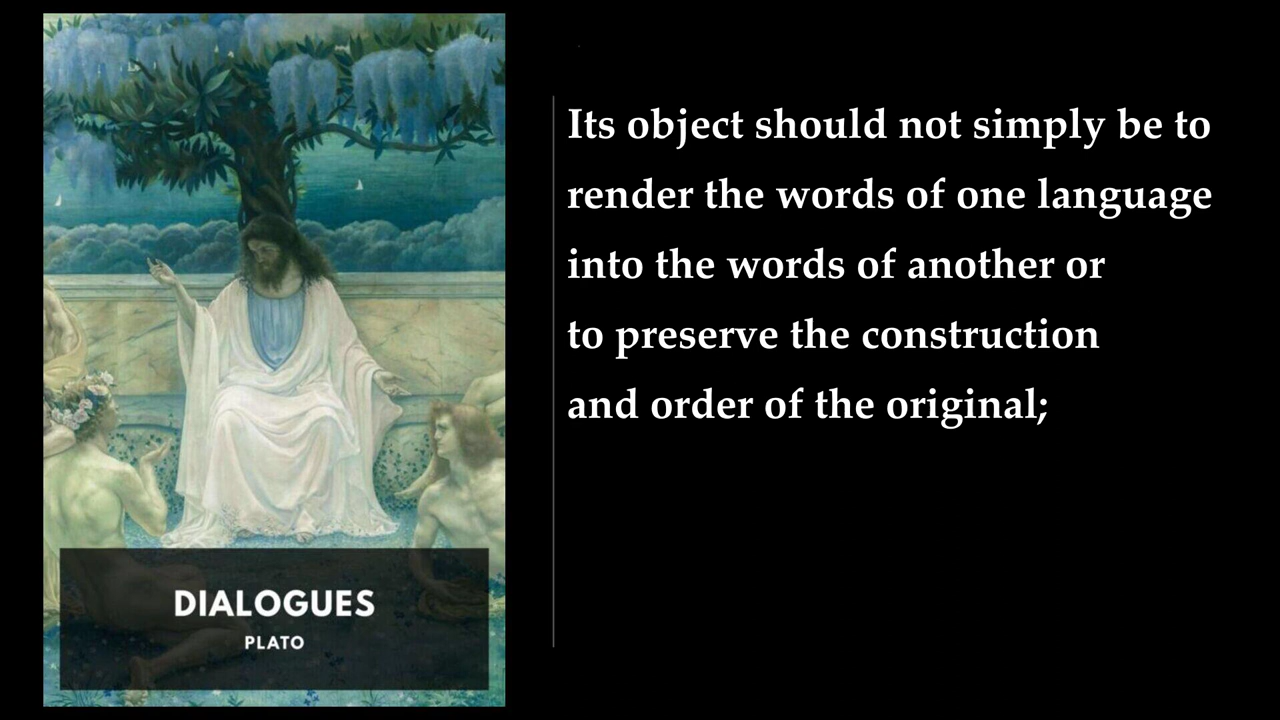 Its object should not simply be to
render the words of one language
into the words of another or
to preserve the construction
and order of the original;
DIALOGUES
PLATO